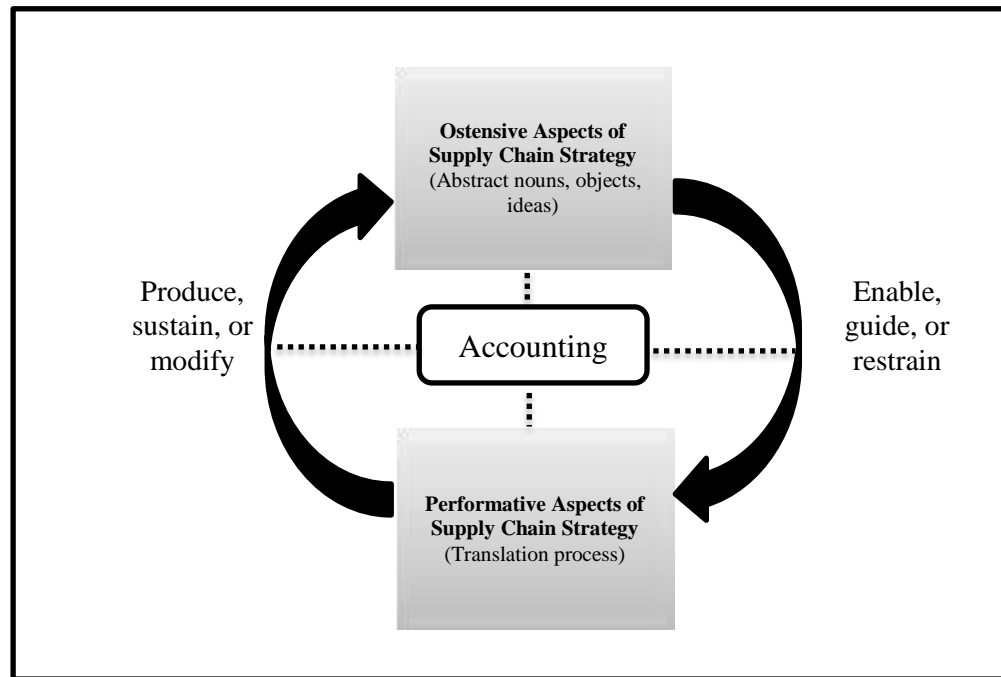 Ostensive Aspects of
Supply Chain Strategy
(Abstract nouns, objects,
ideas)
Produce,
sustain, or
modify
Accounting
Enable,
guide, or
restrain
Performative Aspects of
Supply Chain Strategy
(Translation process)